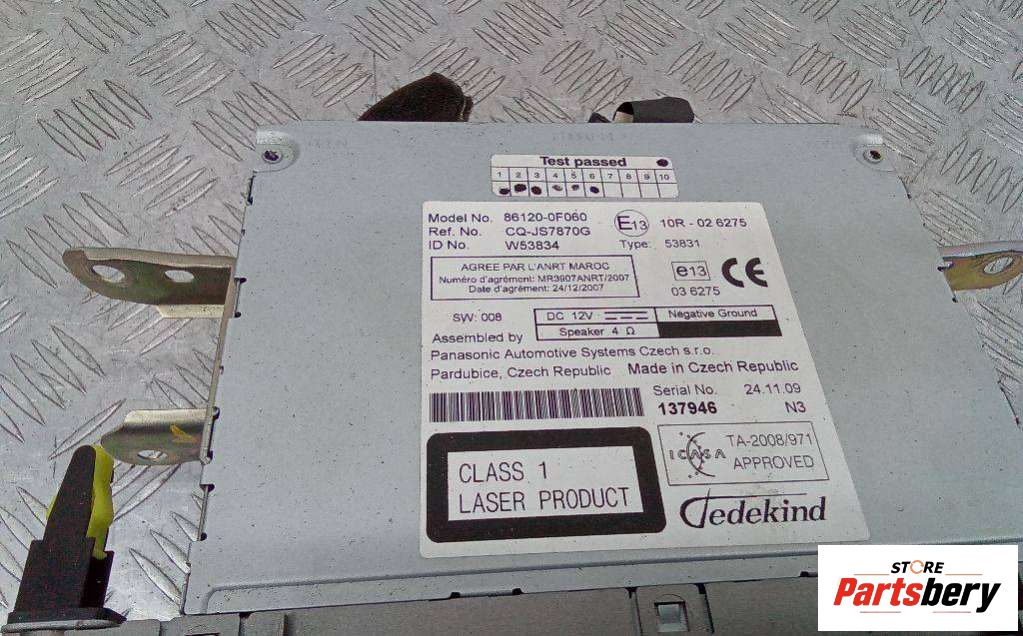 Test passed
1 2 3 4 5 6 7 8 9 10
Model No. 86120-0F060
Ref. No. CQ-JS7870G
ID No. W53834
E13 10R - 02 6275
Type: 53831
AGREE PAR L'ANRT MAROC
Numéro d'agrément: MR3907ANRT/2007
Date d'agrément: 24/12/2007
e13
03 6275
CE
SW: 008
DC 12V Negative Ground
Speaker 4 Ω
Assembled by
Panasonic Automotive Systems Czech s.r.o.
Pardubice, Czech Republic Made in Czech Republic
Serial No. 24.11.09
137946 N3
CLASS 1
LASER PRODUCT
ICASA
TA-2008/971
APPROVED
Tedekind
STORE
Partsbery